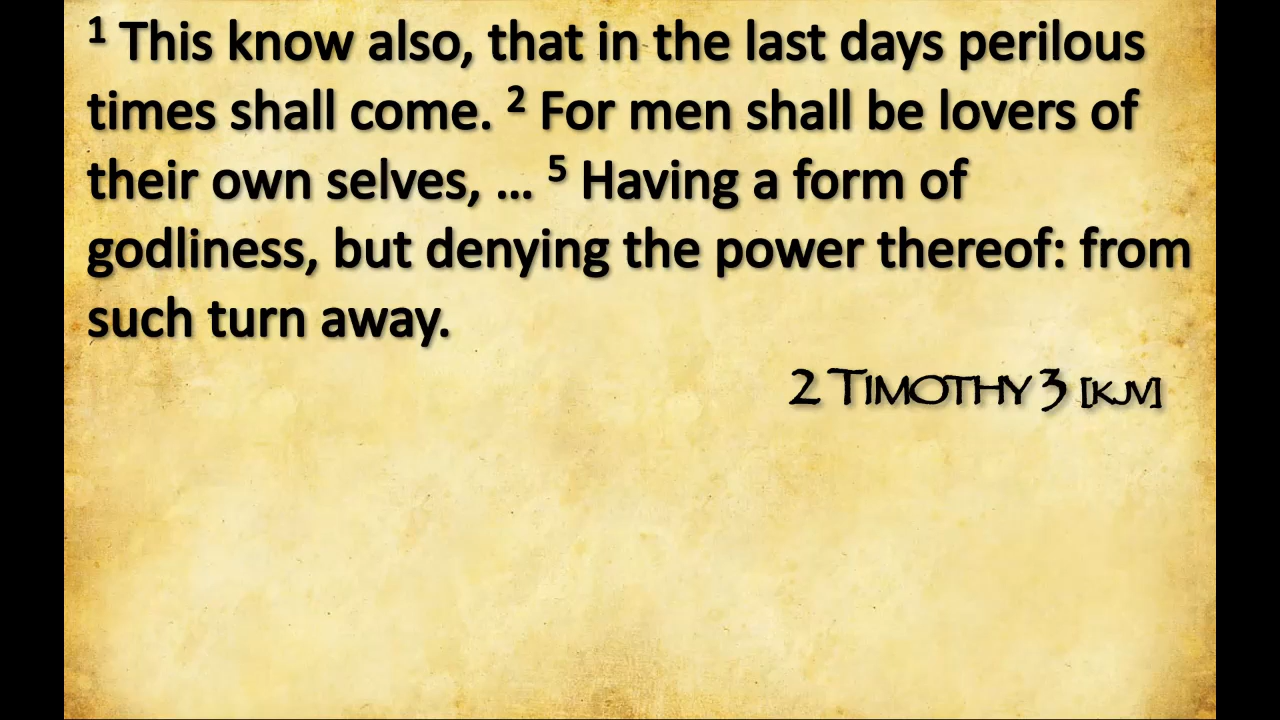 ¹ This know also, that in the last days perilous
times shall come. ² For men shall be lovers of
their own selves, ... ⁵ Having a form of
godliness, but denying the power thereof: from
such turn away.
2 Timothy 3 [KJV]